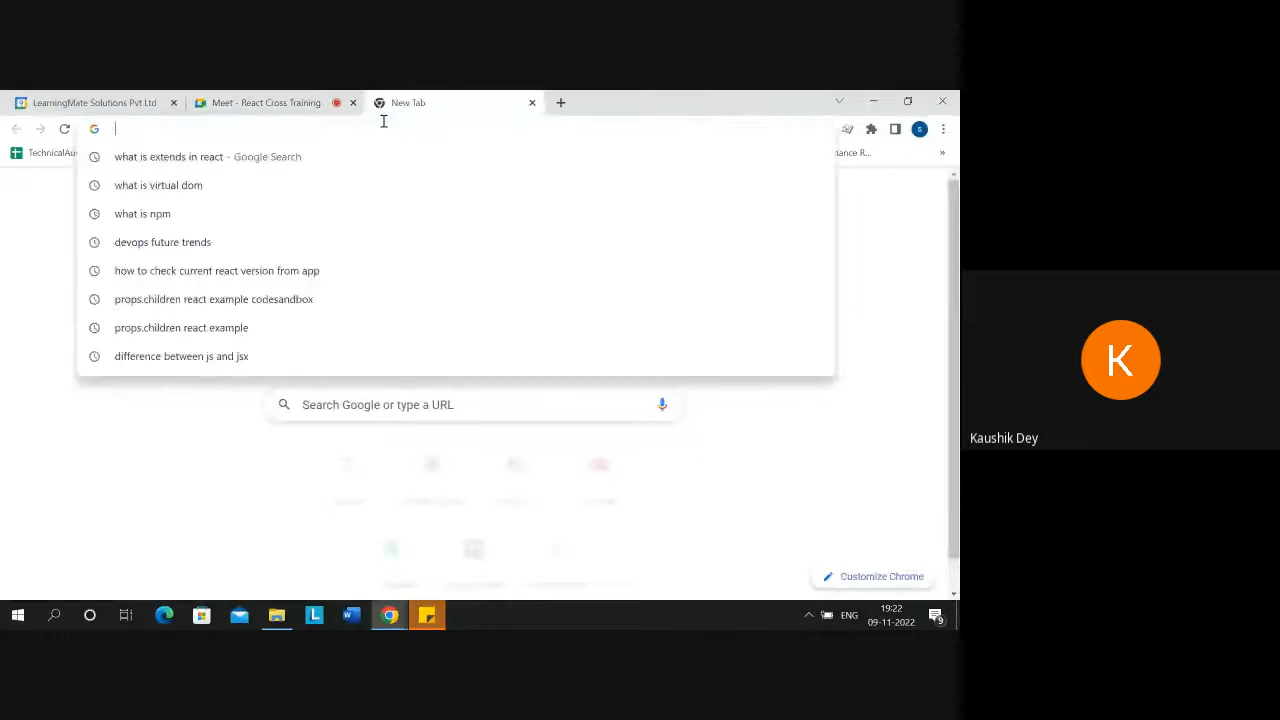 LearningMate Solutions Pvt Ltd
Meet - React Cross Training
New Tab
S
TechnicalAu
nance R...
»
what is extends in react - Google Search
what is virtual dom
what is npm
devops future trends
how to check current react version from app
props.children react example codesandbox
props.children react example
difference between js and jsx
Search Google or type a URL
Customize Chrome
L
W
ENG
19:22
09-11-2022
9
K
Kaushik Dey